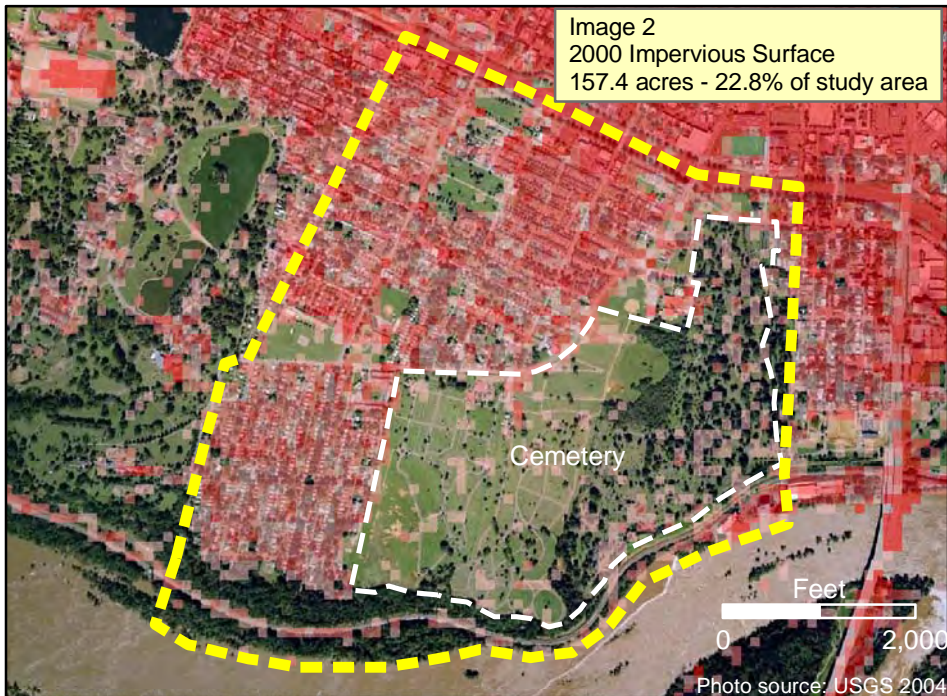 Image 2
2000 Impervious Surface
157.4 acres - 22.8% of study area
Cemetery
Feet
0 2,000
Photo source: USGS 2004